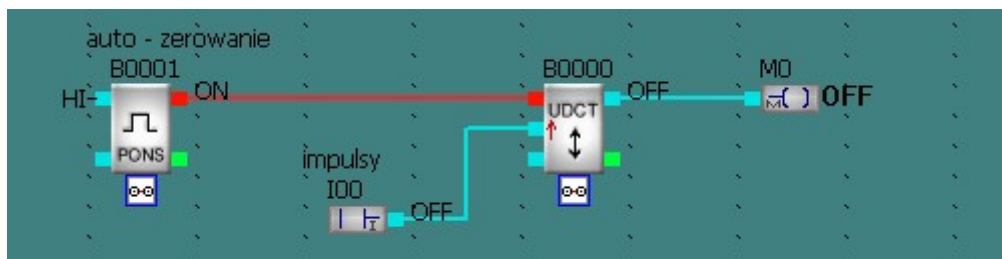 auto - zerowanie
B0001
HI
ON
PONS
impulsy
I00
I
OFF
B0000
UDCT
OFF
M0
M
OFF